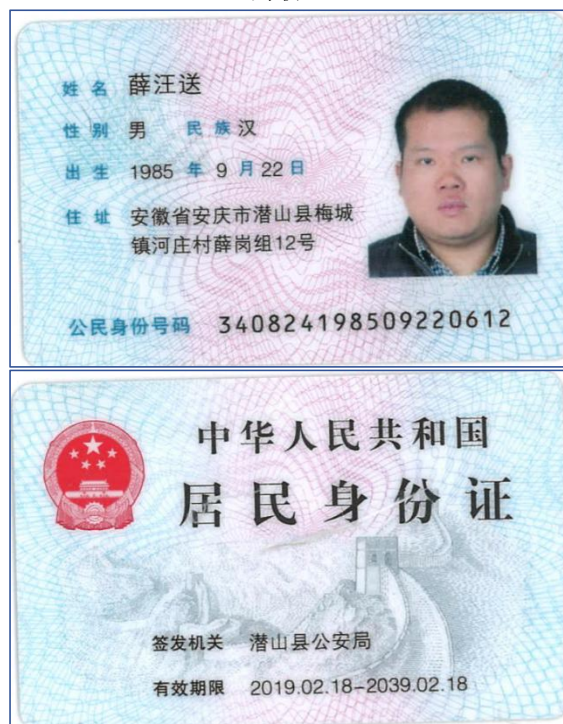 姓名 薛汪送
性别 男 民族 汉
出生 1985 年 9 月 22 日
住址 安徽省安庆市潜山县梅城
镇河庄村薛岗组12号
公民身份号码 340824198509220612
中华人民共和国
居民身份证
签发机关 潜山县公安局
有效期限 2019.02.18-2039.02.18